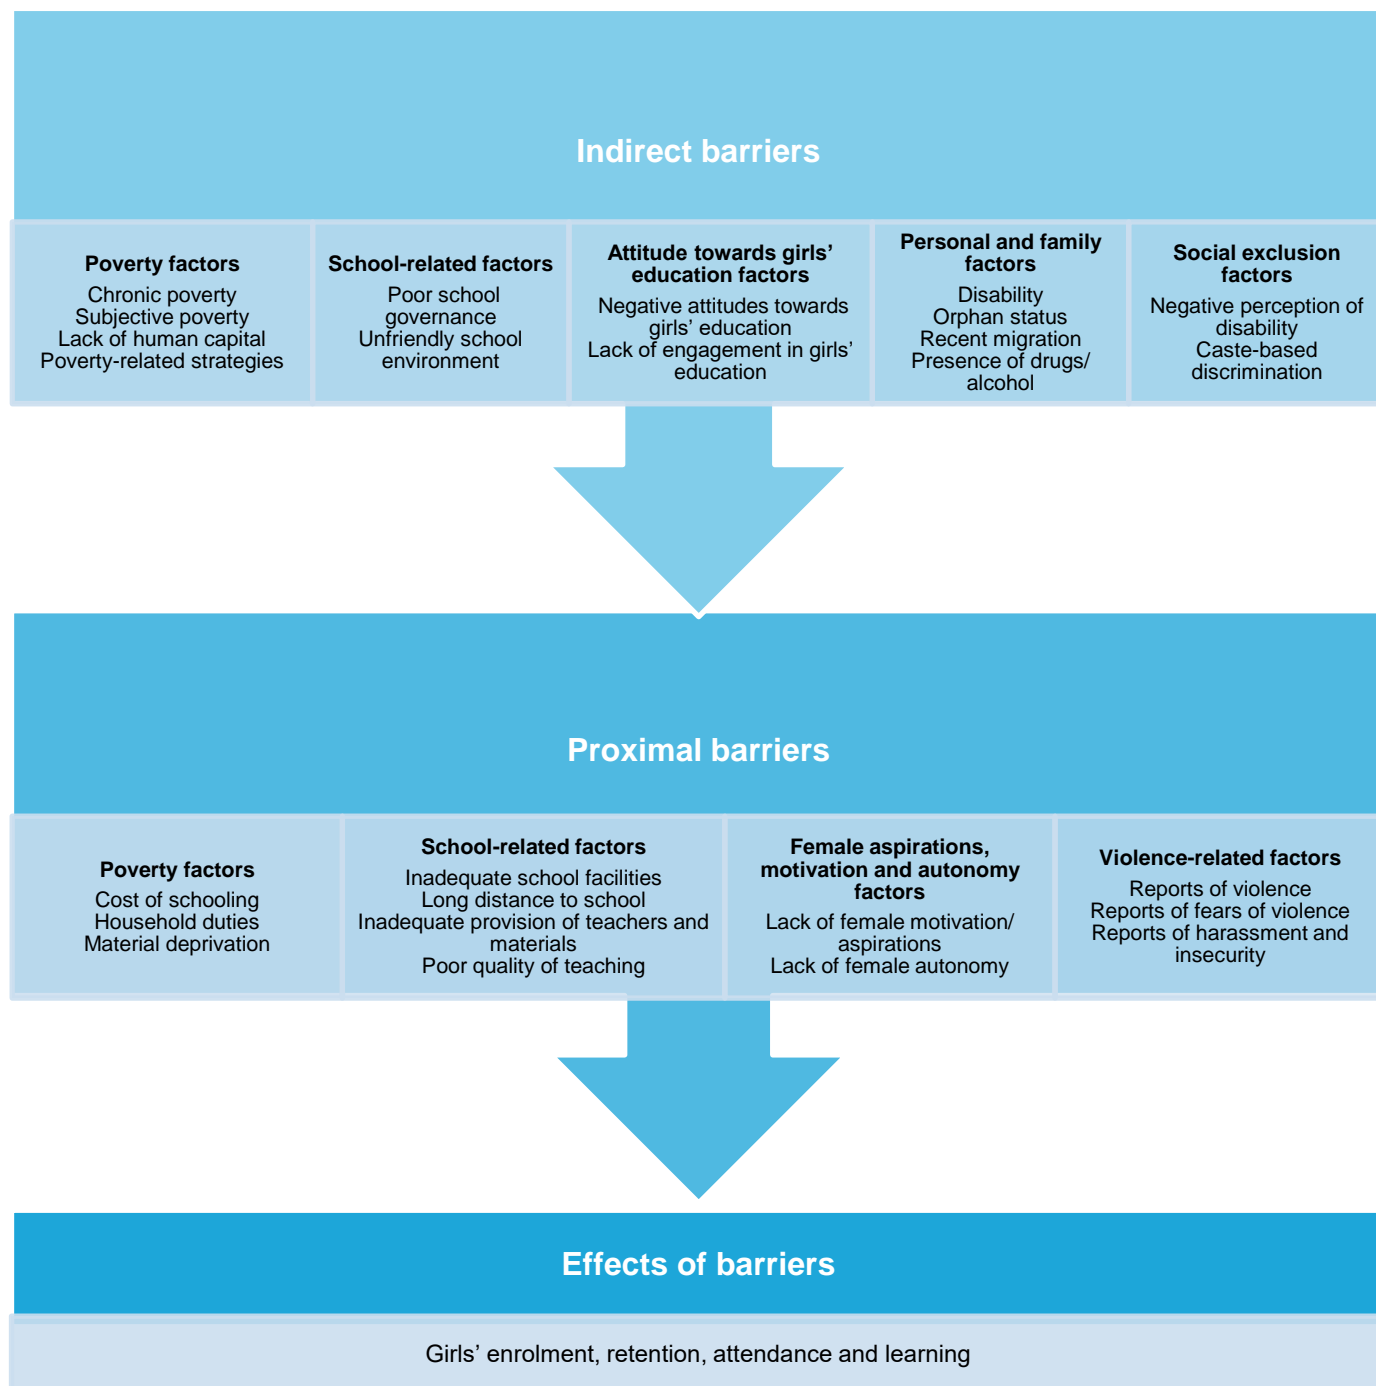 Indirect barriers
Poverty factors
Chronic poverty
Subjective poverty
Lack of human capital
Poverty-related strategies
School-related factors
Poor school
governance
Unfriendly school
environment
Attitude towards girls’
education factors
Negative attitudes towards
girls’ education
Lack of engagement in girls’
education
Personal and family
factors
Disability
Orphan status
Recent migration
Presence of drugs/
alcohol
Social exclusion
factors
Negative perception of
disability
Caste-based
discrimination
Proximal barriers
Poverty factors
Cost of schooling
Household duties
Material deprivation
School-related factors
Inadequate school facilities
Long distance to school
Inadequate provision of teachers and
materials
Poor quality of teaching
Female aspirations,
motivation and autonomy
factors
Lack of female motivation/
aspirations
Lack of female autonomy
Violence-related factors
Reports of violence
Reports of fears of violence
Reports of harassment and
insecurity
Effects of barriers
Girls’ enrolment, retention, attendance and learning